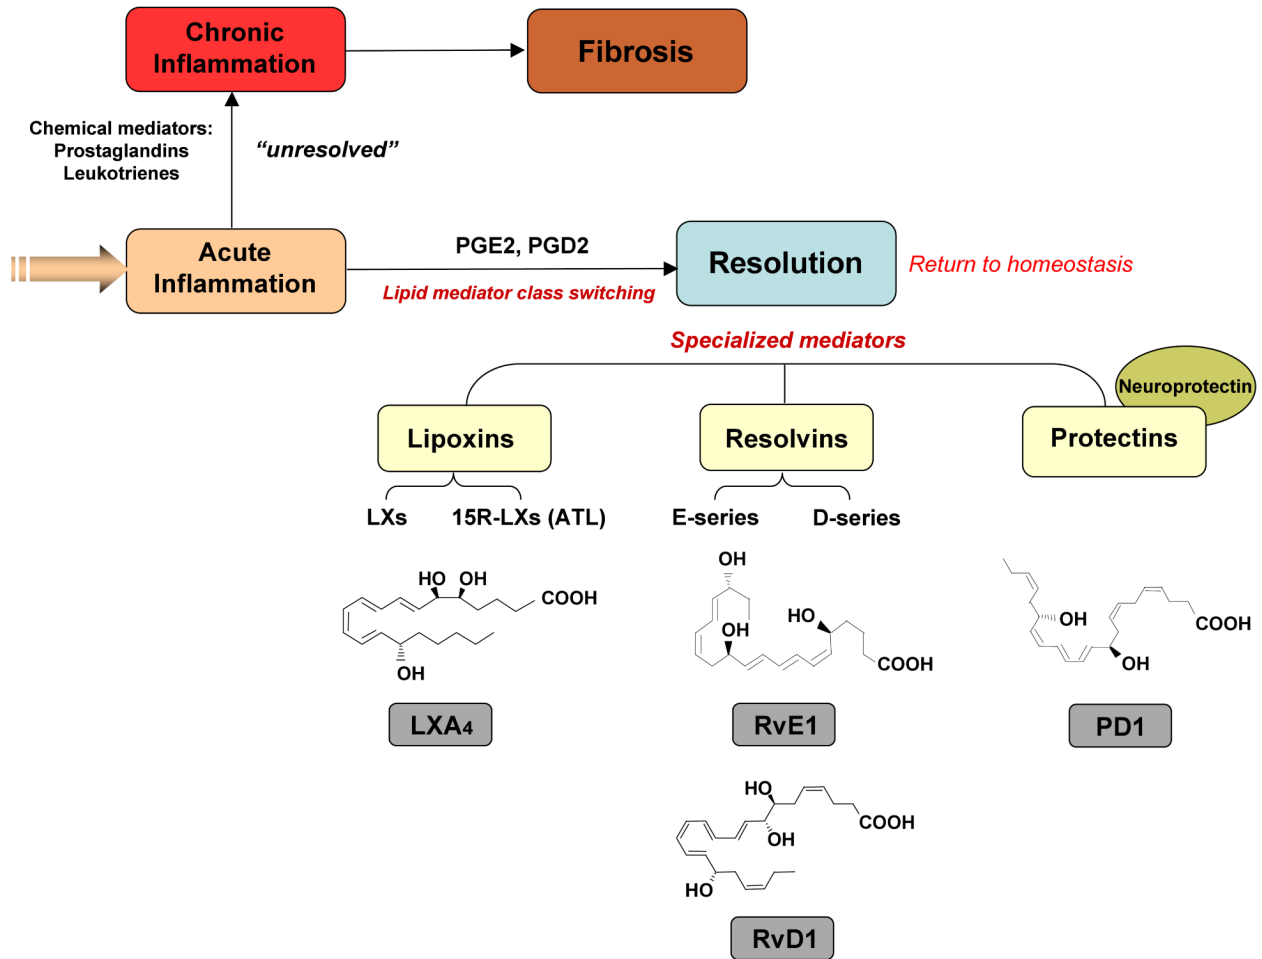 Chronic
Inflammation
Fibrosis
Chemical mediators:
Prostaglandins
Leukotrienes
“unresolved”
Acute
Inflammation
PGE2, PGD2
Lipid mediator class switching
Resolution
Return to homeostasis
Specialized mediators
Neuroprotectin
Lipoxins
Resolvins
Protectins
LXs
15R-LXs (ATL)
E-series
D-series
HO
OH
COOH
OH
LXA4
OH
OH
HO
COOH
RvE1
OH
OH
COOH
PD1
HO
OH
COOH
HO
RvD1